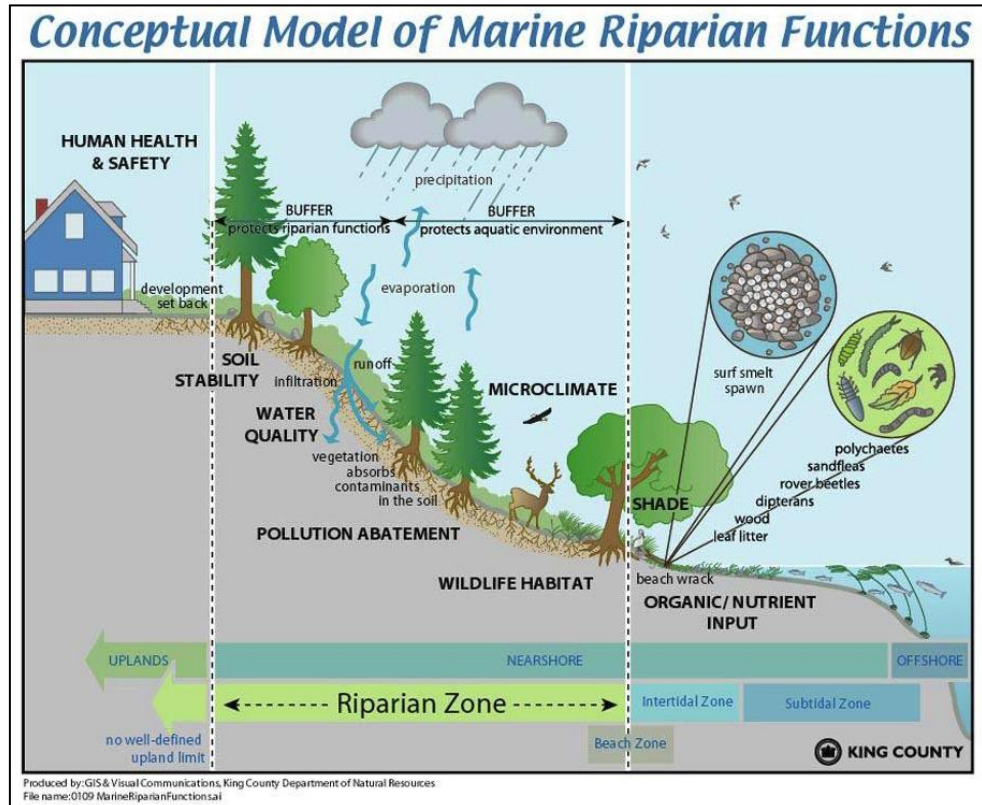 Conceptual Model of Marine Riparian Functions
HUMAN HEALTH
& SAFETY
precipitation
BUFFER
protects riparian functions
BUFFER
protects aquatic environment
development
set back
evaporation
SOIL
STABILITY
runoff
infiltration
WATER
QUALITY
MICROCLIMATE
surf smelt
spawn
vegetation
absorbs
contaminants
in the soil
polychaetes
sandfleas
rover beetles
dipterans
wood
leaf litter
SHADE
POLLUTION ABATEMENT
WILDLIFE HABITAT
beach wrack
ORGANIC/ NUTRIENT
INPUT
UPLANDS
NEARSHORE
OFFSHORE
Riparian Zone
Intertidal Zone
Subtidal Zone
no well-defined
upland limit
Beach Zone
KING COUNTY
Produced by: GIS & Visual Communications, King County Department of Natural Resources
File name: 0109 MarineRiparianFunctions.ai